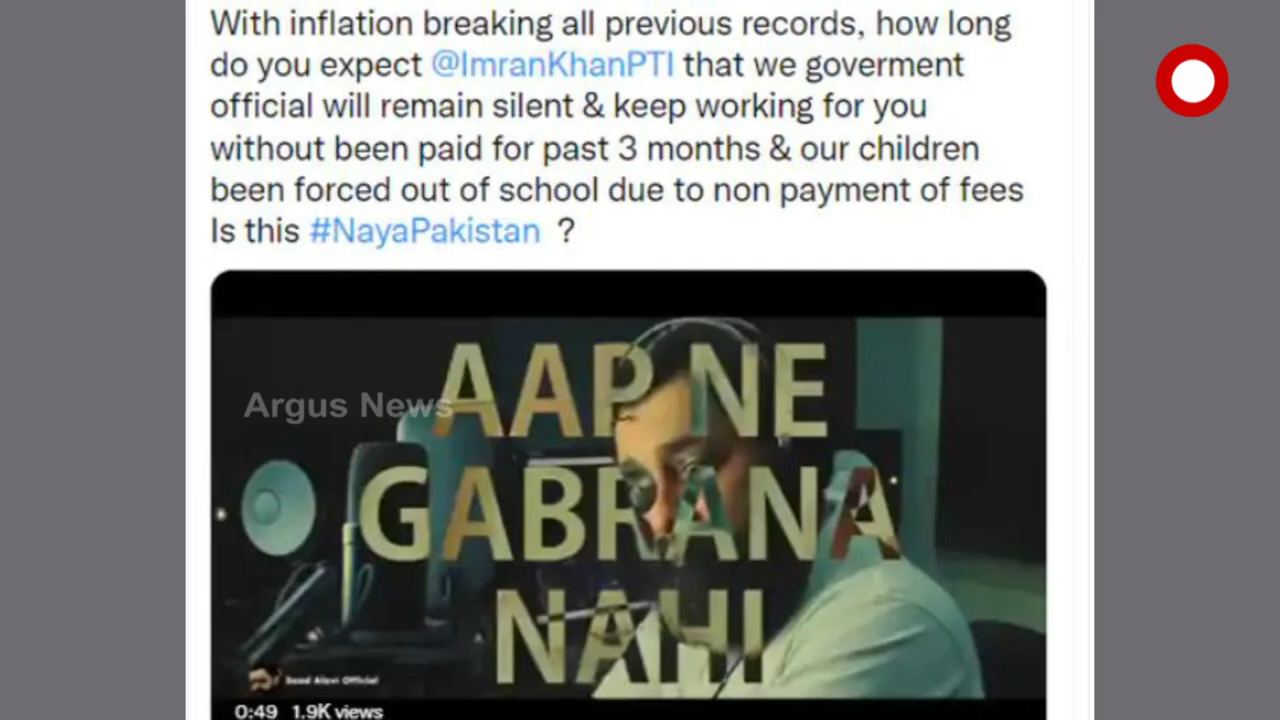 With inflation breaking all previous records, how long
do you expect @ImranKhanPTI that we goverment
official will remain silent & keep working for you
without been paid for past 3 months & our children
been forced out of school due to non payment of fees
Is this #NayaPakistan ?
AAP NE
Argus News
GABRANA
NAHI
Saad Alavi Official
0:49 1.9K views